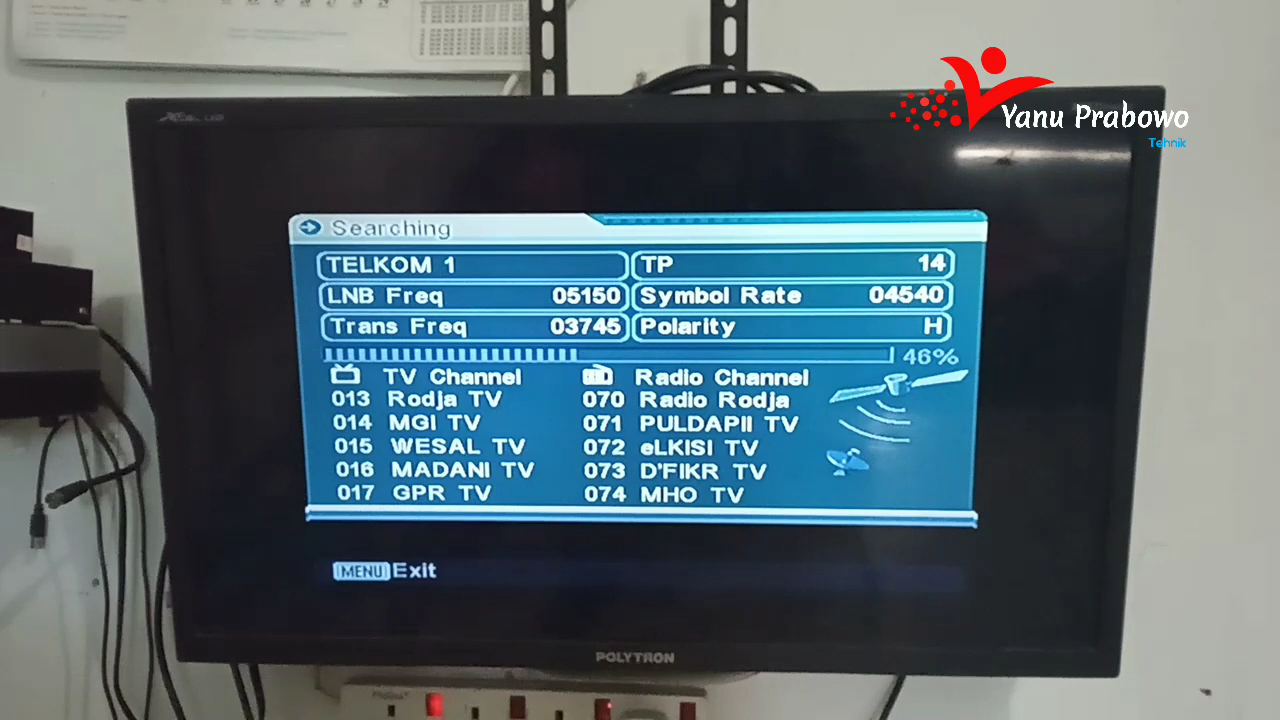 Yanu Prabowo
Tehnik
Searching
TELKOM 1 TP 14
LNB Freq 05150 Symbol Rate 04540
Trans Freq 03745 Polarity H
46%
TV Channel Radio Channel
013 Rodja TV 070 Radio Rodja
014 MGI TV 071 PULDAPII TV
015 WESAL TV 072 eLKISI TV
016 MADANI TV 073 D'FIKR TV
017 GPR TV 074 MHO TV
MENU Exit
POLYTRON